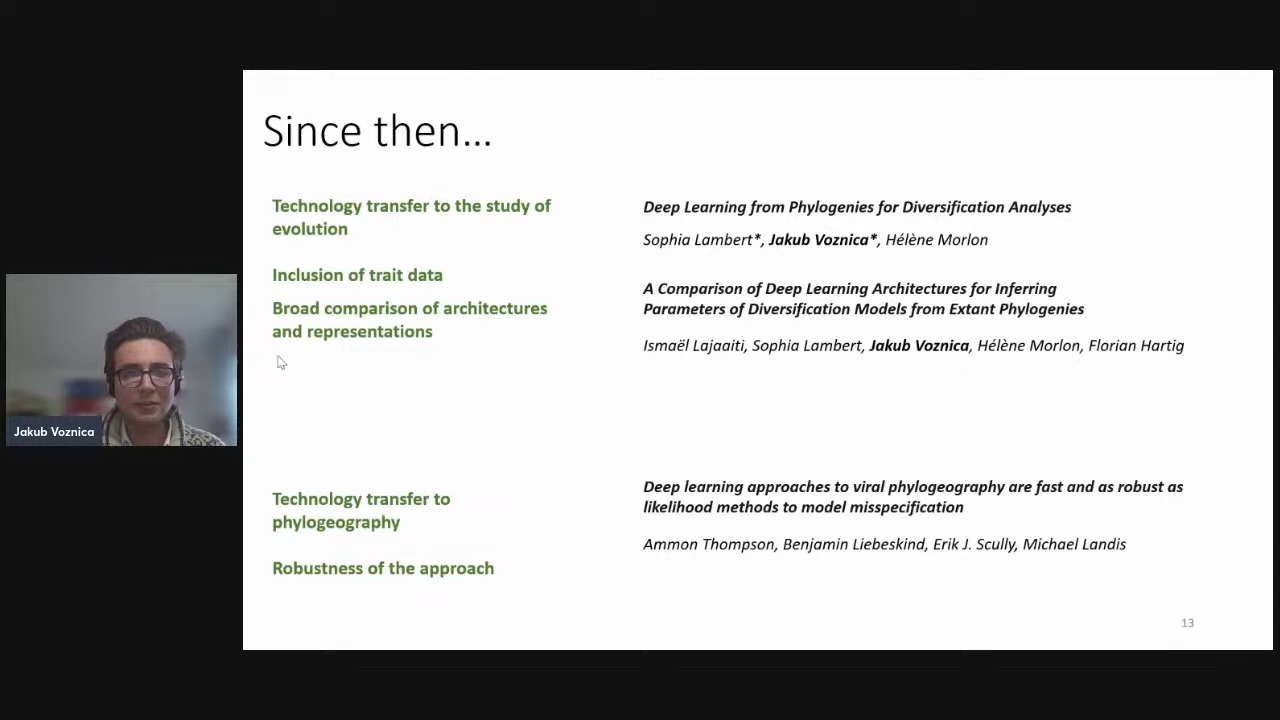 Since then...
Technology transfer to the study of
evolution
Inclusion of trait data
Broad comparison of architectures
and representations
Technology transfer to
phylogeography
Robustness of the approach
Deep Learning from Phylogenies for Diversification Analyses
Sophia Lambert*, Jakub Voznica*, Hélène Morlon
A Comparison of Deep Learning Architectures for Inferring
Parameters of Diversification Models from Extant Phylogenies
Ismaël Lajaaiti, Sophia Lambert, Jakub Voznica, Hélène Morlon, Florian Hartig
Deep learning approaches to viral phylogeography are fast and as robust as
likelihood methods to model misspecification
Ammon Thompson, Benjamin Liebeskind, Erik J. Scully, Michael Landis
13
Jakub Voznica